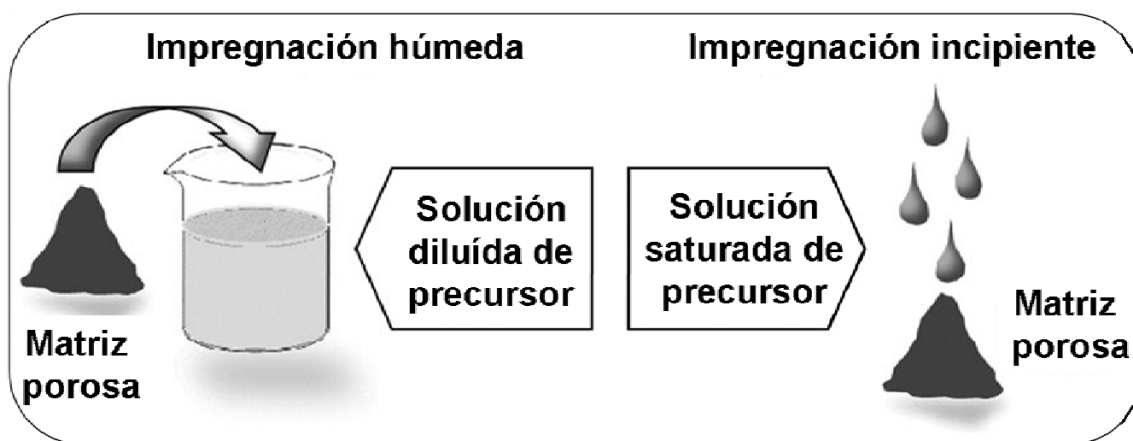 Impregnación húmeda
Impregnación incipiente
Matriz
porosa
Solución
diluída de
precursor
Solución
saturada de
precursor
Matriz
porosa